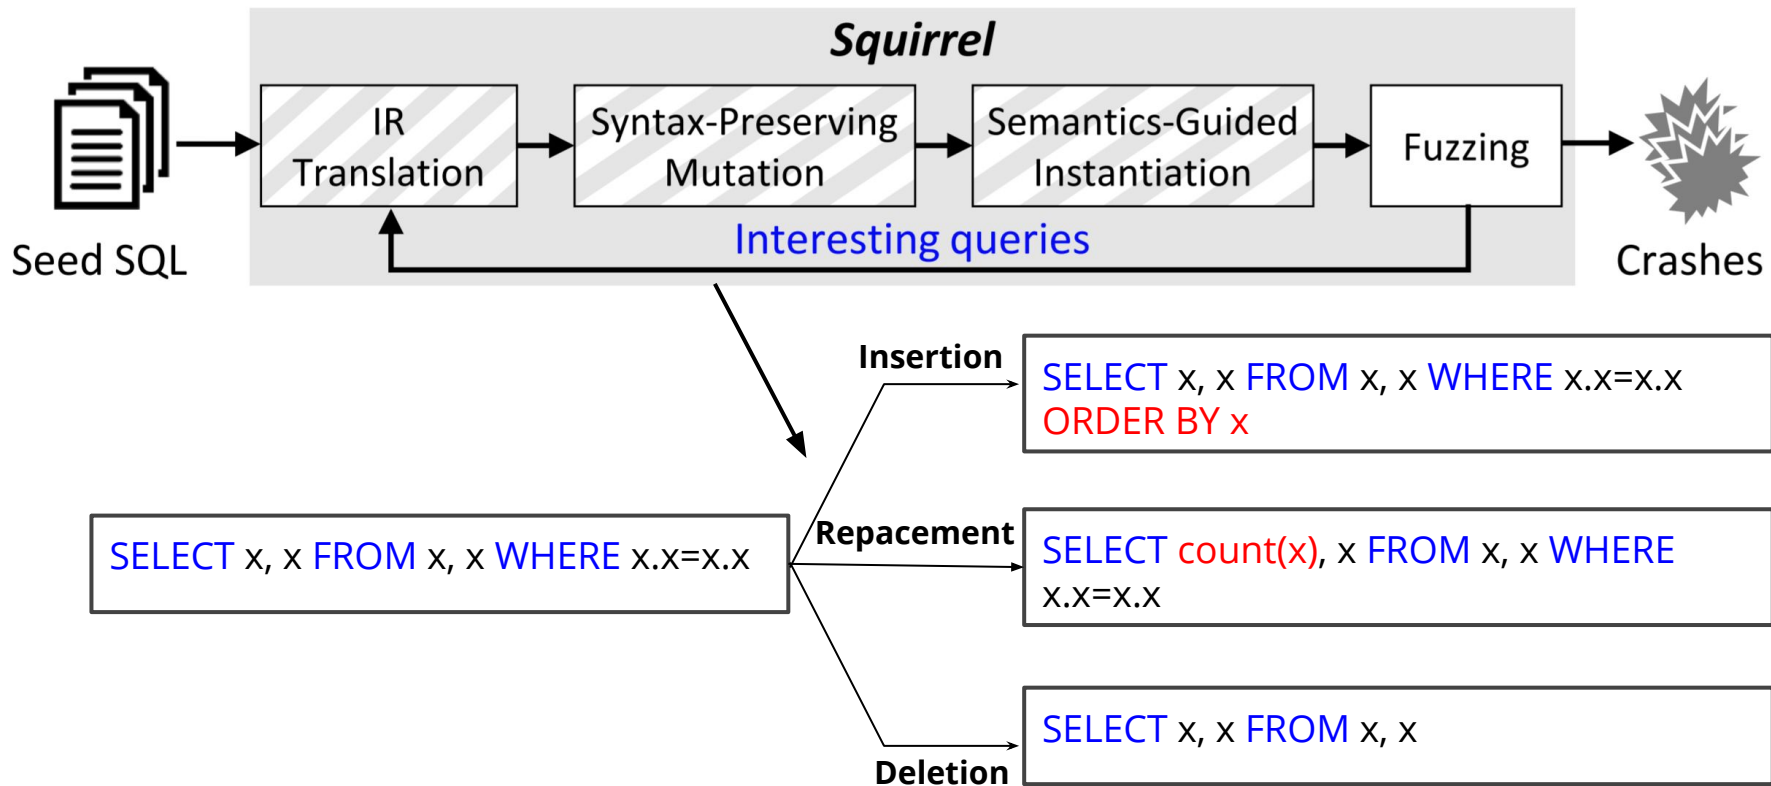 Squirrel
IR
Translation
Syntax-Preserving
Mutation
Semantics-Guided
Instantiation
Fuzzing
Interesting queries
Seed SQL
Crashes
Insertion
SELECT x, x FROM x, x WHERE x.x=x.x
ORDER BY x
SELECT x, x FROM x, x WHERE x.x=x.x
Repacement
SELECT count(x), x FROM x, x WHERE
x.x=x.x
SELECT x, x FROM x, x
Deletion